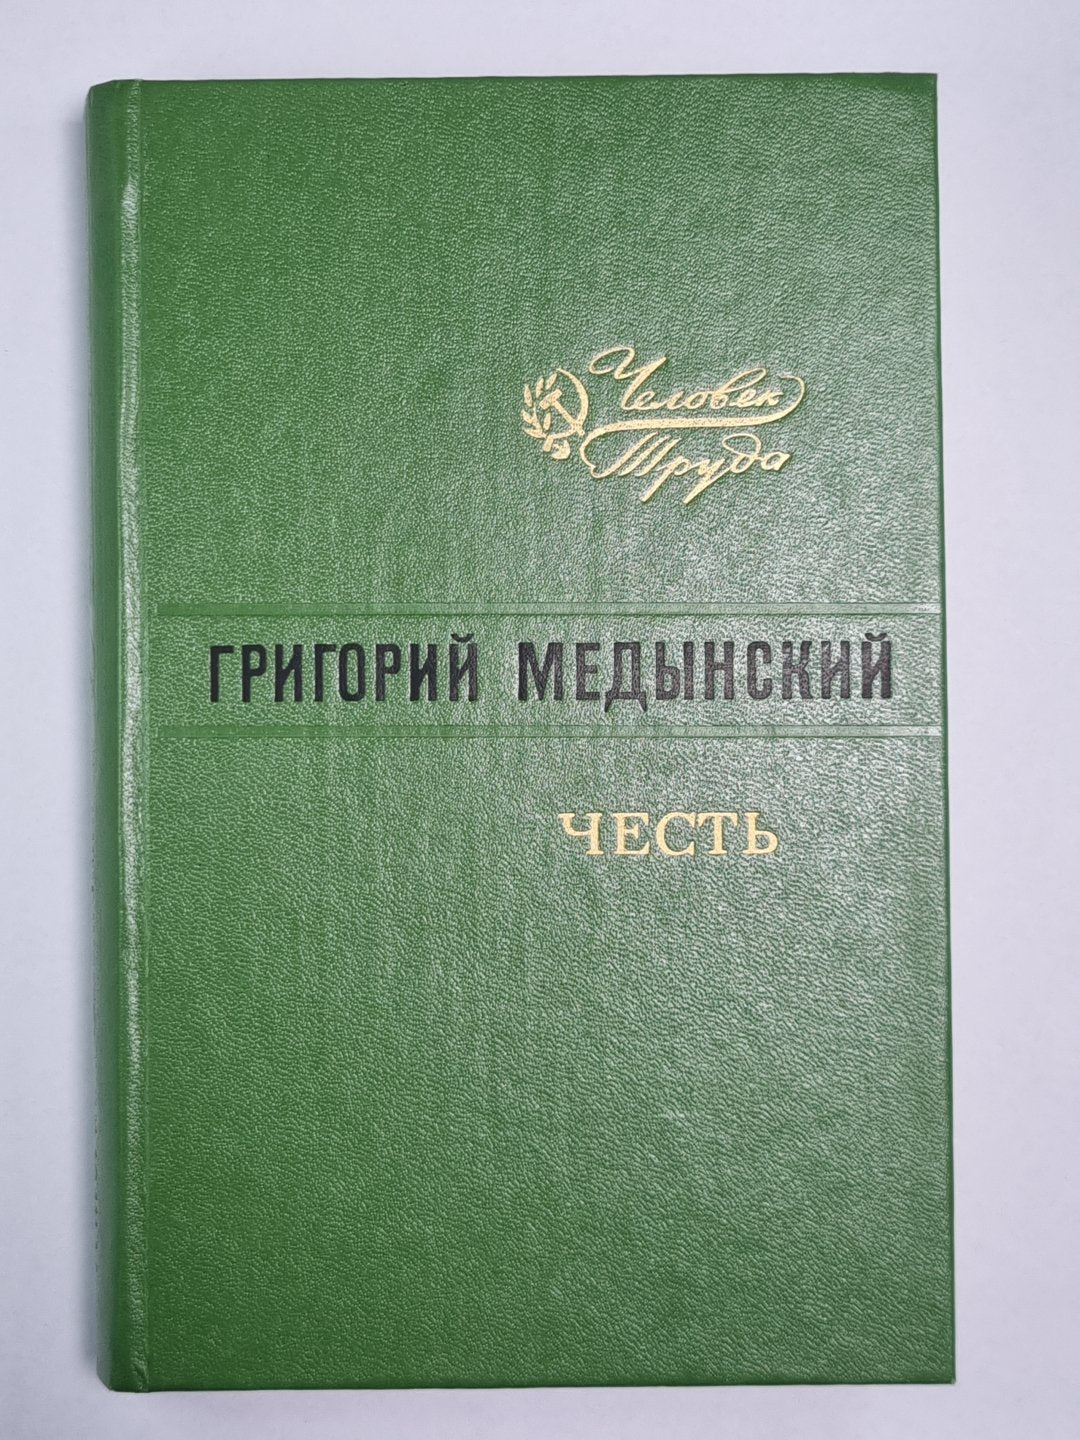 Человек
Труда
ГРИГОРИЙ МЕДЫНСКИЙ
ЧЕСТЬ